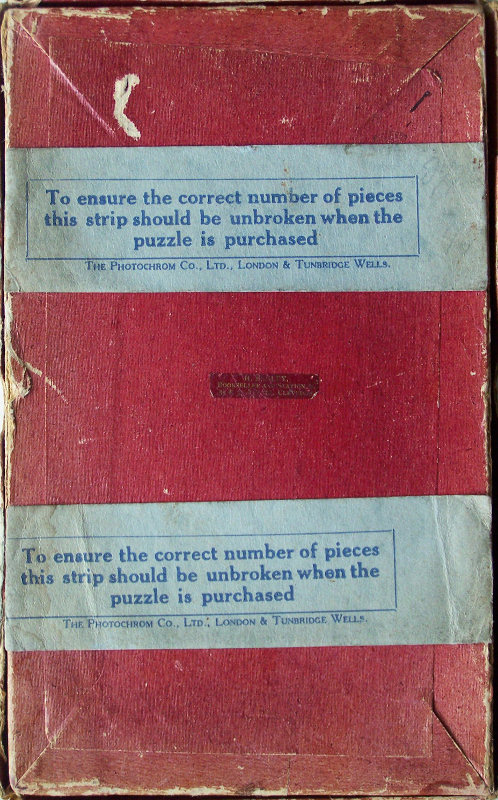 To ensure the correct number of pieces
this strip should be unbroken when the
puzzle is purchased
THE PHOTOCHROM CO., LTD., LONDON & TUNBRIDGE WELLS.
BOOKSELLER
To ensure the correct number of pieces
this strip should be unbroken when the
puzzle is purchased
THE PHOTOCHROM CO., LTD., LONDON & TUNBRIDGE WELLS.